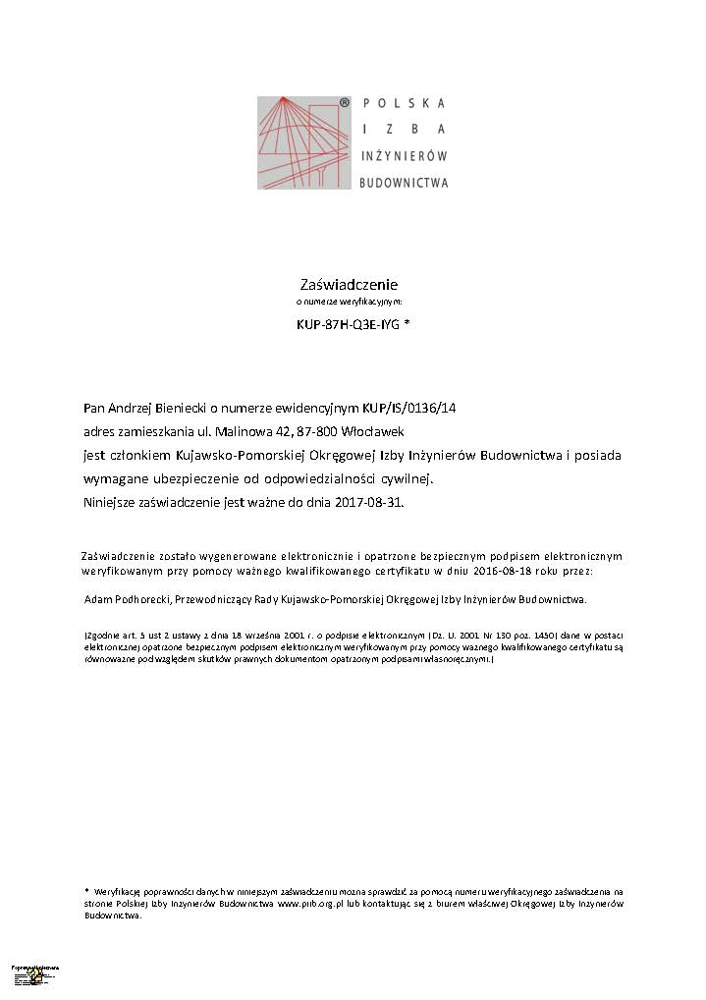 ®
POLSKA
IZBA
INŻYNIERÓW
BUDOWNICTWA
Zaświadczenie
o numerze weryfikacyjnym:
KUP-87H-Q3E-IYG *
Pan Andrzej Bieniecki o numerze ewidencyjnym KUP/IS/0136/14
adres zamieszkania ul. Malinowa 42, 87-800 Włocławek
jest członkiem Kujawsko-Pomorskiej Okręgowej Izby Inżynierów Budownictwa i posiada
wymagane ubezpieczenie od odpowiedzialności cywilnej.
Niniejsze zaświadczenie jest ważne do dnia 2017-08-31.
Zaświadczenie zostało wygenerowane elektronicznie i opatrzone bezpiecznym podpisem elektronicznym
weryfikowanym przy pomocy ważnego kwalifikowanego certyfikatu w dniu 2016-08-18 roku przez:
Adam Podhorecki, Przewodniczący Rady Kujawsko-Pomorskiej Okręgowej Izby Inżynierów Budownictwa.
(Zgodnie art. 5 ust 2 ustawy z dnia 18 września 2001 r. o podpisie elektronicznym (Dz. U. 2001 Nr 130 poz. 1450) dane w postaci
elektronicznej opatrzone bezpiecznym podpisem elektronicznym weryfikowanym przy pomocy ważnego kwalifikowanego certyfikatu są
równoważne pod względem skutków prawnych dokumentom opatrzonym podpisami własnoręcznymi.)
* Weryfikację poprawności danych w niniejszym zaświadczeniu można sprawdzić za pomocą numeru weryfikacyjnego zaświadczenia na
stronie Polskiej Izby Inżynierów Budownictwa www.piib.org.pl lub kontaktując się z biurem właściwej Okręgowej Izby Inżynierów
Budownictwa.